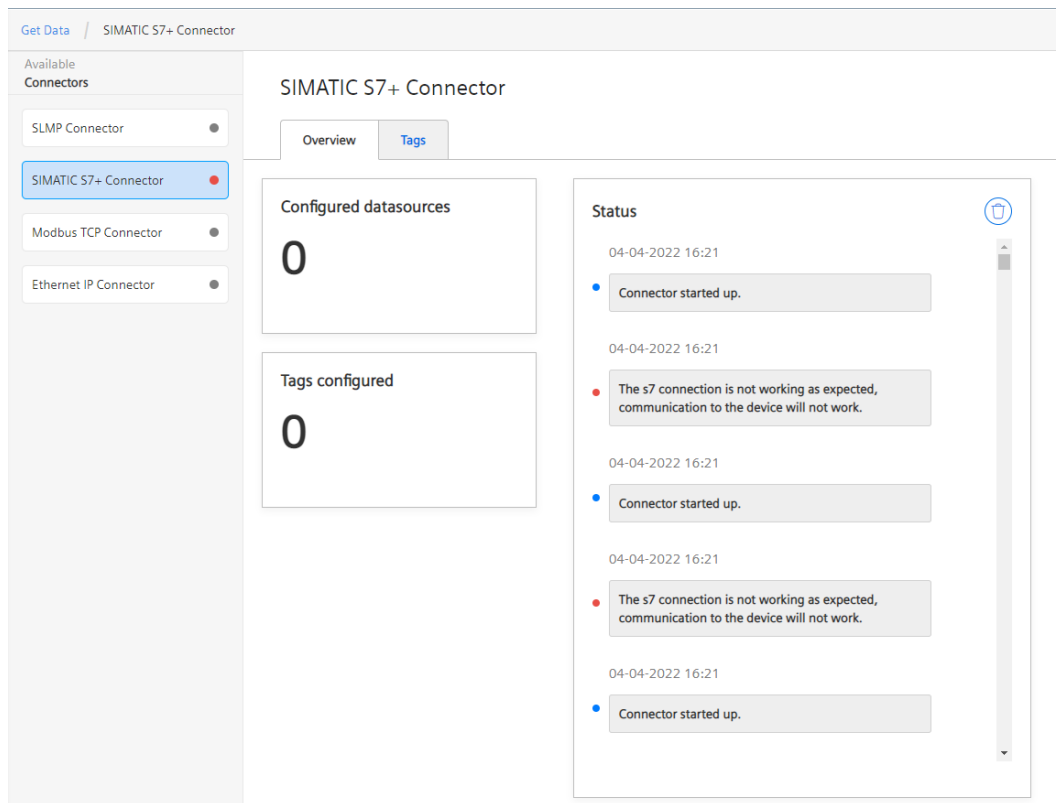 Get Data / SIMATIC S7+ Connector
Available
Connectors
SLMP Connector
SIMATIC S7+ Connector
Modbus TCP Connector
Ethernet IP Connector
SIMATIC S7+ Connector
Overview
Tags
Configured datasources
0
Tags configured
0
Status
04-04-2022 16:21
Connector started up.
04-04-2022 16:21
The s7 connection is not working as expected,
communication to the device will not work.
04-04-2022 16:21
Connector started up.
04-04-2022 16:21
The s7 connection is not working as expected,
communication to the device will not work.
04-04-2022 16:21
Connector started up.